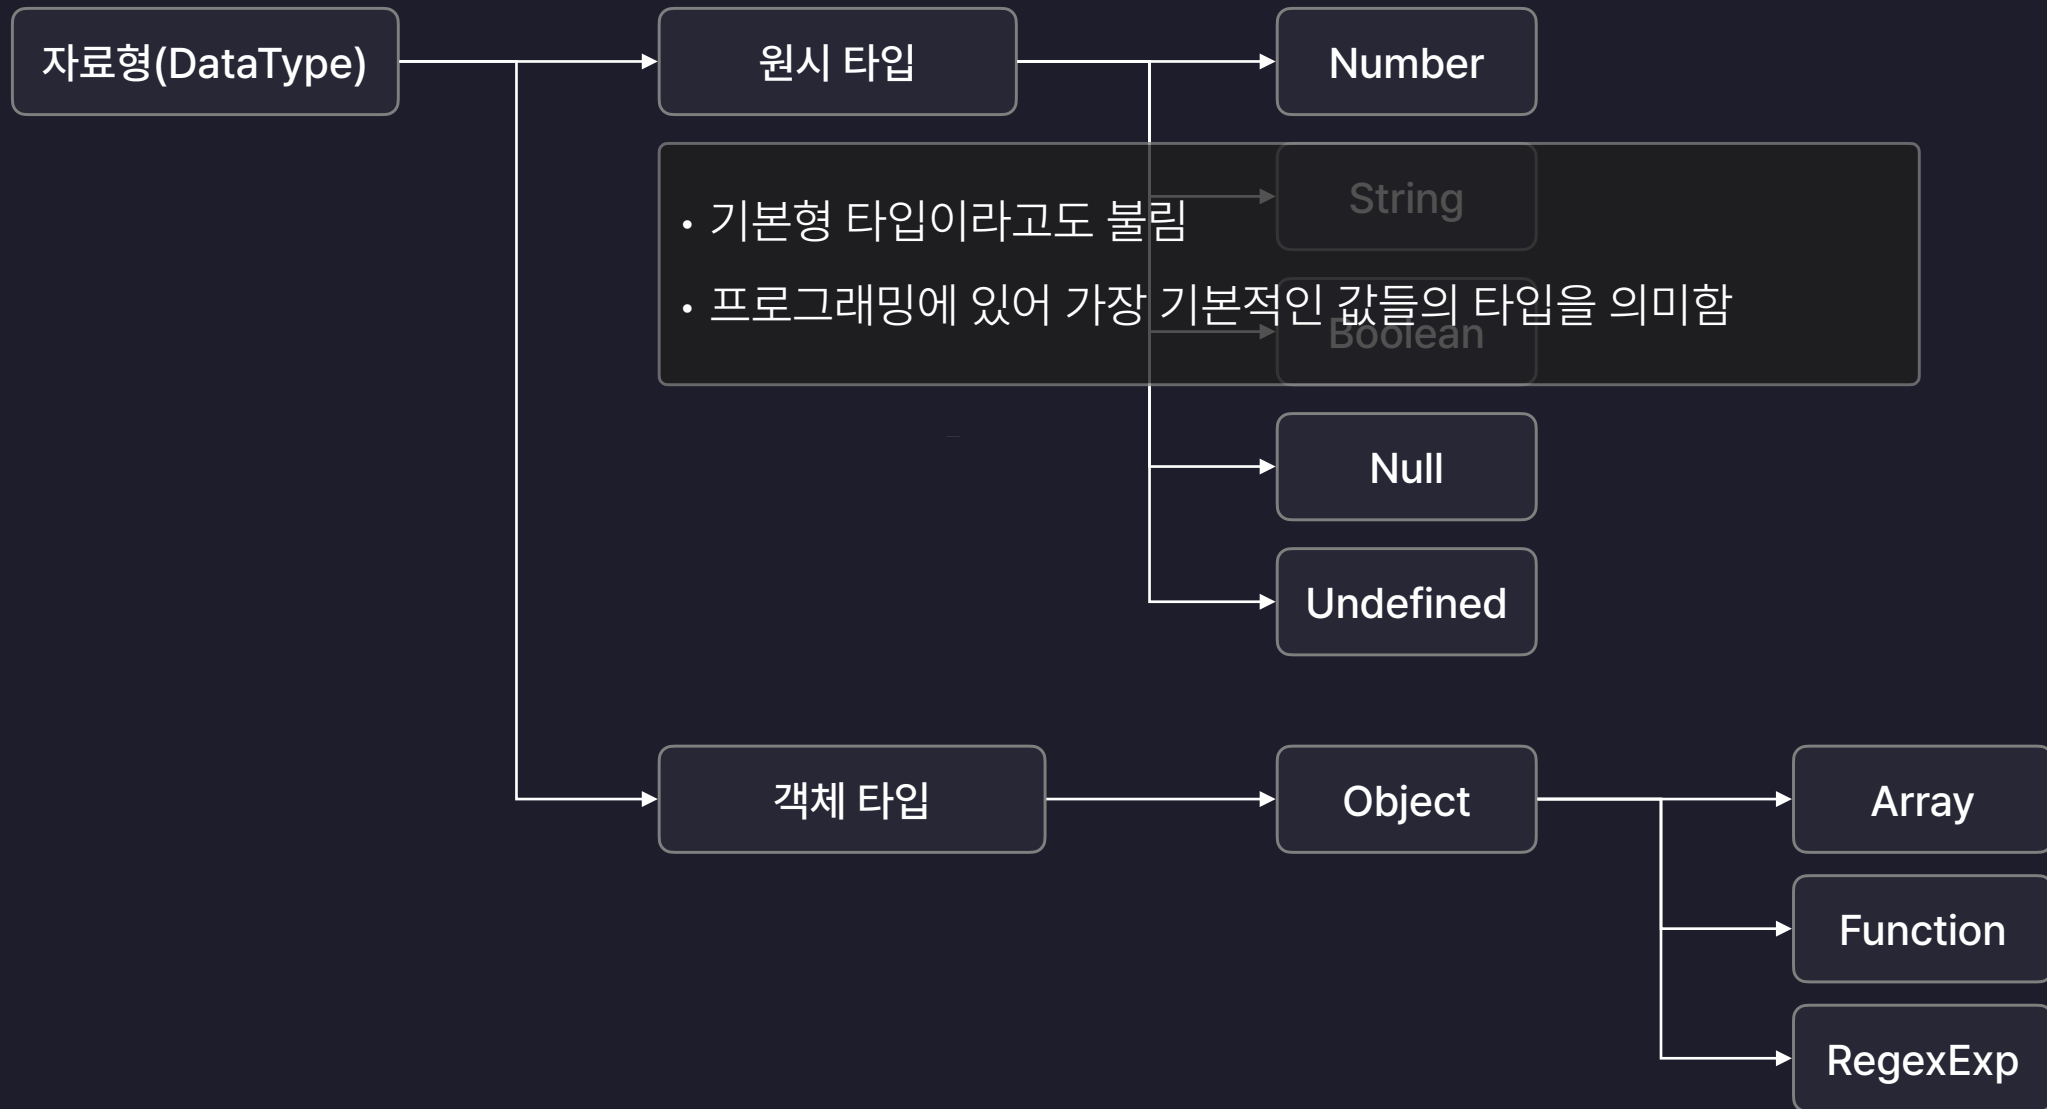 자료형(DataType)
원시 타입
Number
String
• 기본형 타입이라고도 불림
• 프로그래밍에 있어 가장 기본적인 값들의 타입을 의미함
Boolean
Null
Undefined
객체 타입
Object
Array
Function
RegexExp